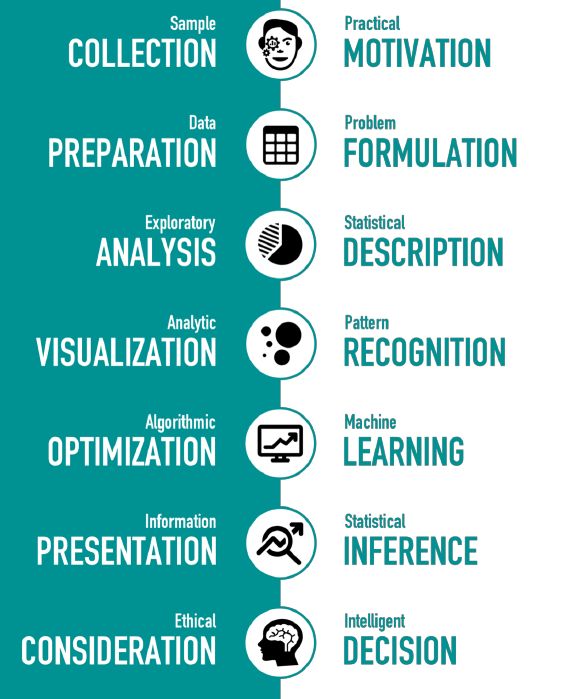 Sample
COLLECTION
Practical
MOTIVATION
Data
PREPARATION
Problem
FORMULATION
Exploratory
ANALYSIS
Statistical
DESCRIPTION
Analytic
VISUALIZATION
Pattern
RECOGNITION
Algorithmic
OPTIMIZATION
Machine
LEARNING
Information
PRESENTATION
Statistical
INFERENCE
Ethical
CONSIDERATION
Intelligent
DECISION